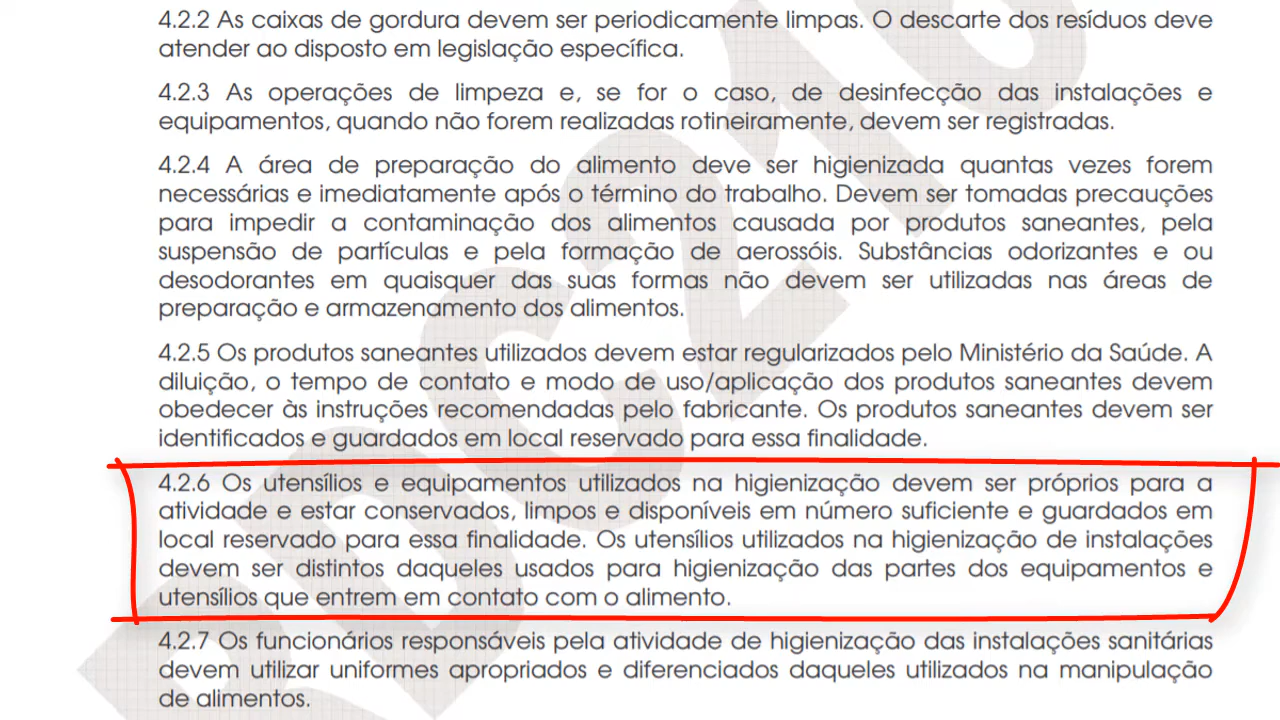 4.2.2 As caixas de gordura devem ser periodicamente limpas. O descarte dos resíduos deve
atender ao disposto em legislação específica.
4.2.3 As operações de limpeza e, se for o caso, de desinfecção das instalações e
equipamentos, quando não forem realizadas rotineiramente, devem ser registradas.
4.2.4 A área de preparação do alimento deve ser higienizada quantas vezes forem
necessárias e imediatamente após o término do trabalho. Devem ser tomadas precauções
para impedir a contaminação dos alimentos causada por produtos saneantes, pela
suspensão de partículas e pela formação de aerossóis. Substâncias odorizantes e ou
desodorantes em quaisquer das suas formas não devem ser utilizadas nas áreas de
preparação e armazenamento dos alimentos.
4.2.5 Os produtos saneantes utilizados devem estar regularizados pelo Ministério da Saúde. A
diluição, o tempo de contato e modo de uso/aplicação dos produtos saneantes devem
obedecer às instruções recomendadas pelo fabricante. Os produtos saneantes devem ser
identificados e guardados em local reservado para essa finalidade.
4.2.6 Os utensílios e equipamentos utilizados na higienização devem ser próprios para a
atividade e estar conservados, limpos e disponíveis em número suficiente e guardados em
local reservado para essa finalidade. Os utensílios utilizados na higienização de instalações
devem ser distintos daqueles usados para higienização das partes dos equipamentos e
utensílios que entrem em contato com o alimento.
4.2.7 Os funcionários responsáveis pela atividade de higienização das instalações sanitárias
devem utilizar uniformes apropriados e diferenciados daqueles utilizados na manipulação
de alimentos.
RDC216